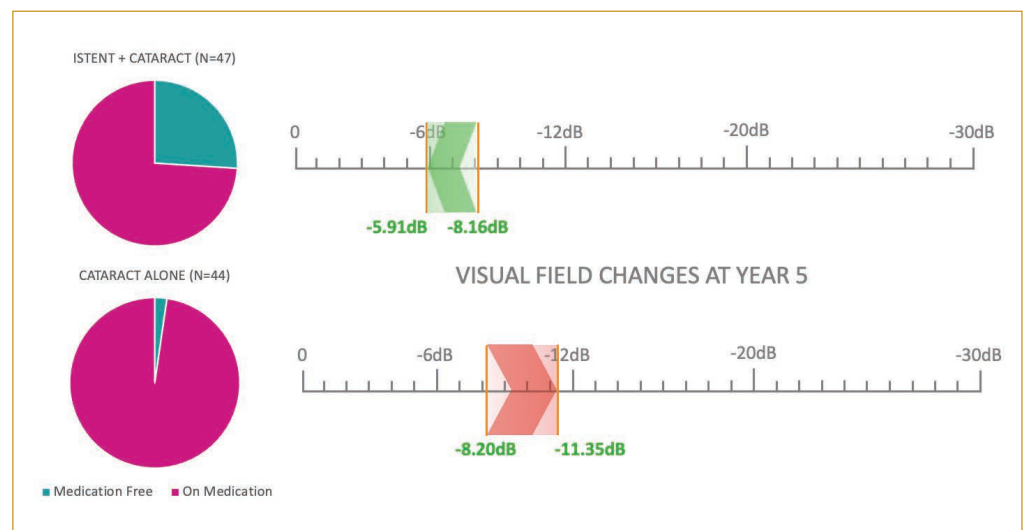 ISTENT + CATARACT (N=47)
0 -6dB -12dB -20dB -30dB
-5.91dB -8.16dB
CATARACT ALONE (N=44)
VISUAL FIELD CHANGES AT YEAR 5
0 -6dB -12dB -20dB -30dB
-8.20dB -11.35dB
Medication Free On Medication